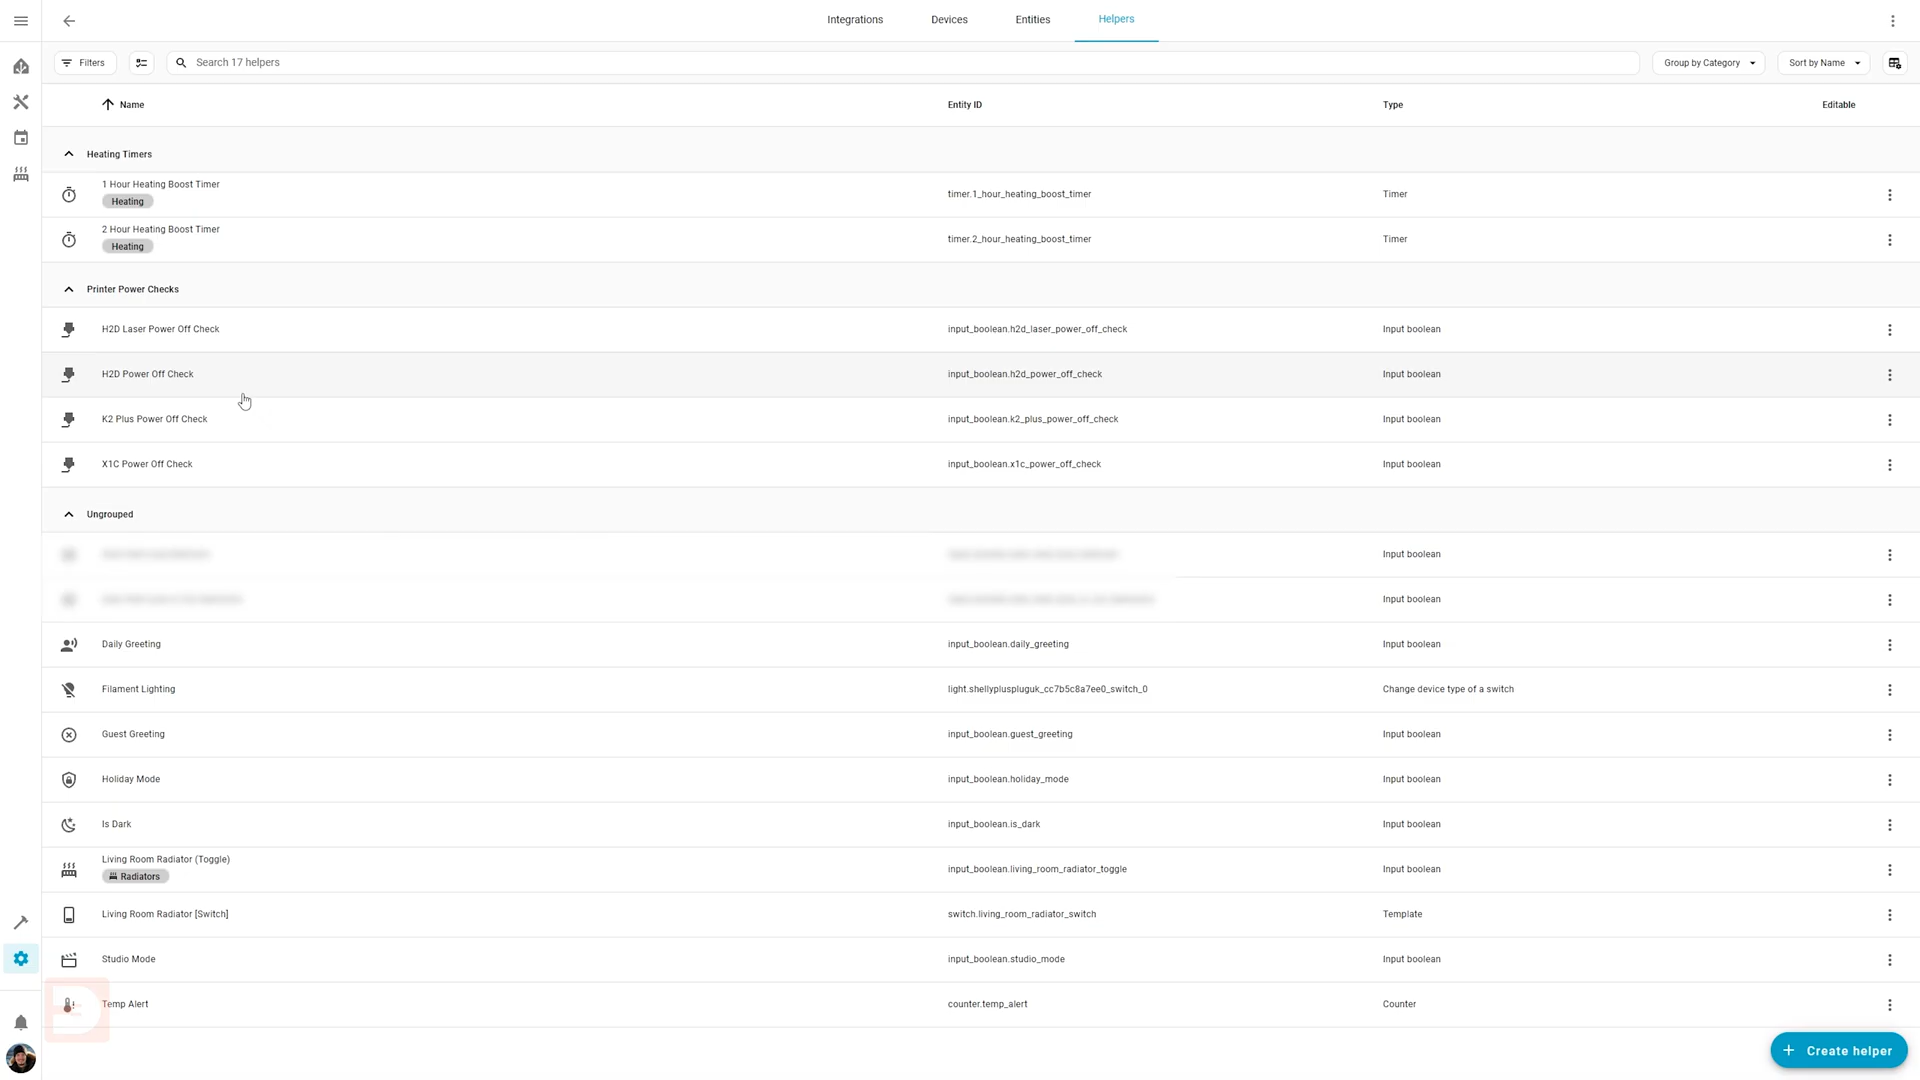 Integrations Devices Entities Helpers
Filters Search 17 helpers Group by Category Sort by Name
Name Entity ID Type Editable
Heating Timers
1 Hour Heating Boost Timer timer.1_hour_heating_boost_timer Timer
Heating
2 Hour Heating Boost Timer timer.2_hour_heating_boost_timer Timer
Heating
Printer Power Checks
H2D Laser Power Off Check input_boolean.h2d_laser_power_off_check Input boolean
H2D Power Off Check input_boolean.h2d_power_off_check Input boolean
K2 Plus Power Off Check input_boolean.k2_plus_power_off_check Input boolean
X1C Power Off Check input_boolean.x1c_power_off_check Input boolean
Ungrouped
Input boolean
Input boolean
Daily Greeting input_boolean.daily_greeting Input boolean
Filament Lighting light.shellypluspluguk_cc7b5c8a7ee0_switch_0 Change device type of a switch
Guest Greeting input_boolean.guest_greeting Input boolean
Holiday Mode input_boolean.holiday_mode Input boolean
Is Dark input_boolean.is_dark Input boolean
Living Room Radiator (Toggle) input_boolean.living_room_radiator_toggle Input boolean
Radiators
Living Room Radiator [Switch] switch.living_room_radiator_switch Template
Studio Mode input_boolean.studio_mode Input boolean
Temp Alert counter.temp_alert Counter
Create helper